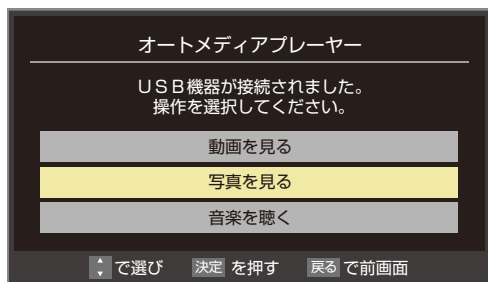 オートメディアプレーヤー
ＵＳＢ機器が接続されました。
操作を選択してください。
動画を見る
写真を見る
音楽を聴く
で選び 決定 を押す 戻る で前画面